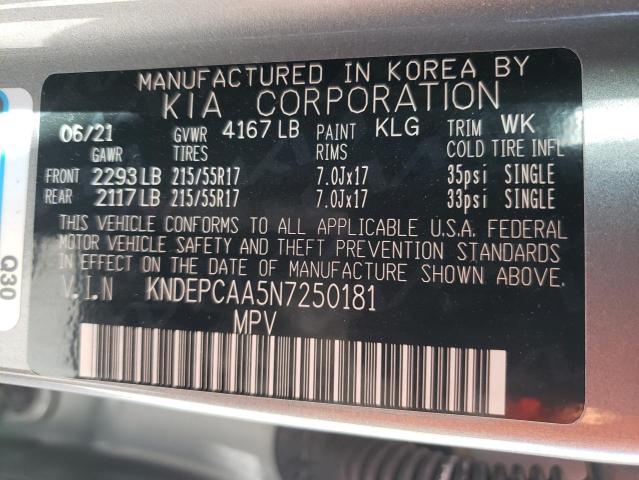 MANUFACTURED IN KOREA BY
KIA CORPORATION
06/21 GVWR 4167 LB PAINT KLG TRIM WK
GAWR TIRES RIMS COLD TIRE INFL
FRONT 2293 LB 215/55R17 7.0Jx17 35psi SINGLE
REAR 2117 LB 215/55R17 7.0Jx17 33psi SINGLE
THIS VEHICLE CONFORMS TO ALL APPLICABLE U.S.A. FEDERAL
MOTOR VEHICLE SAFETY AND THEFT PREVENTION STANDARDS
IN EFFECT ON THE DATE OF MANUFACTURE SHOWN ABOVE.
V.I.N KNDEPCAA5N7250181
MPV
Q30